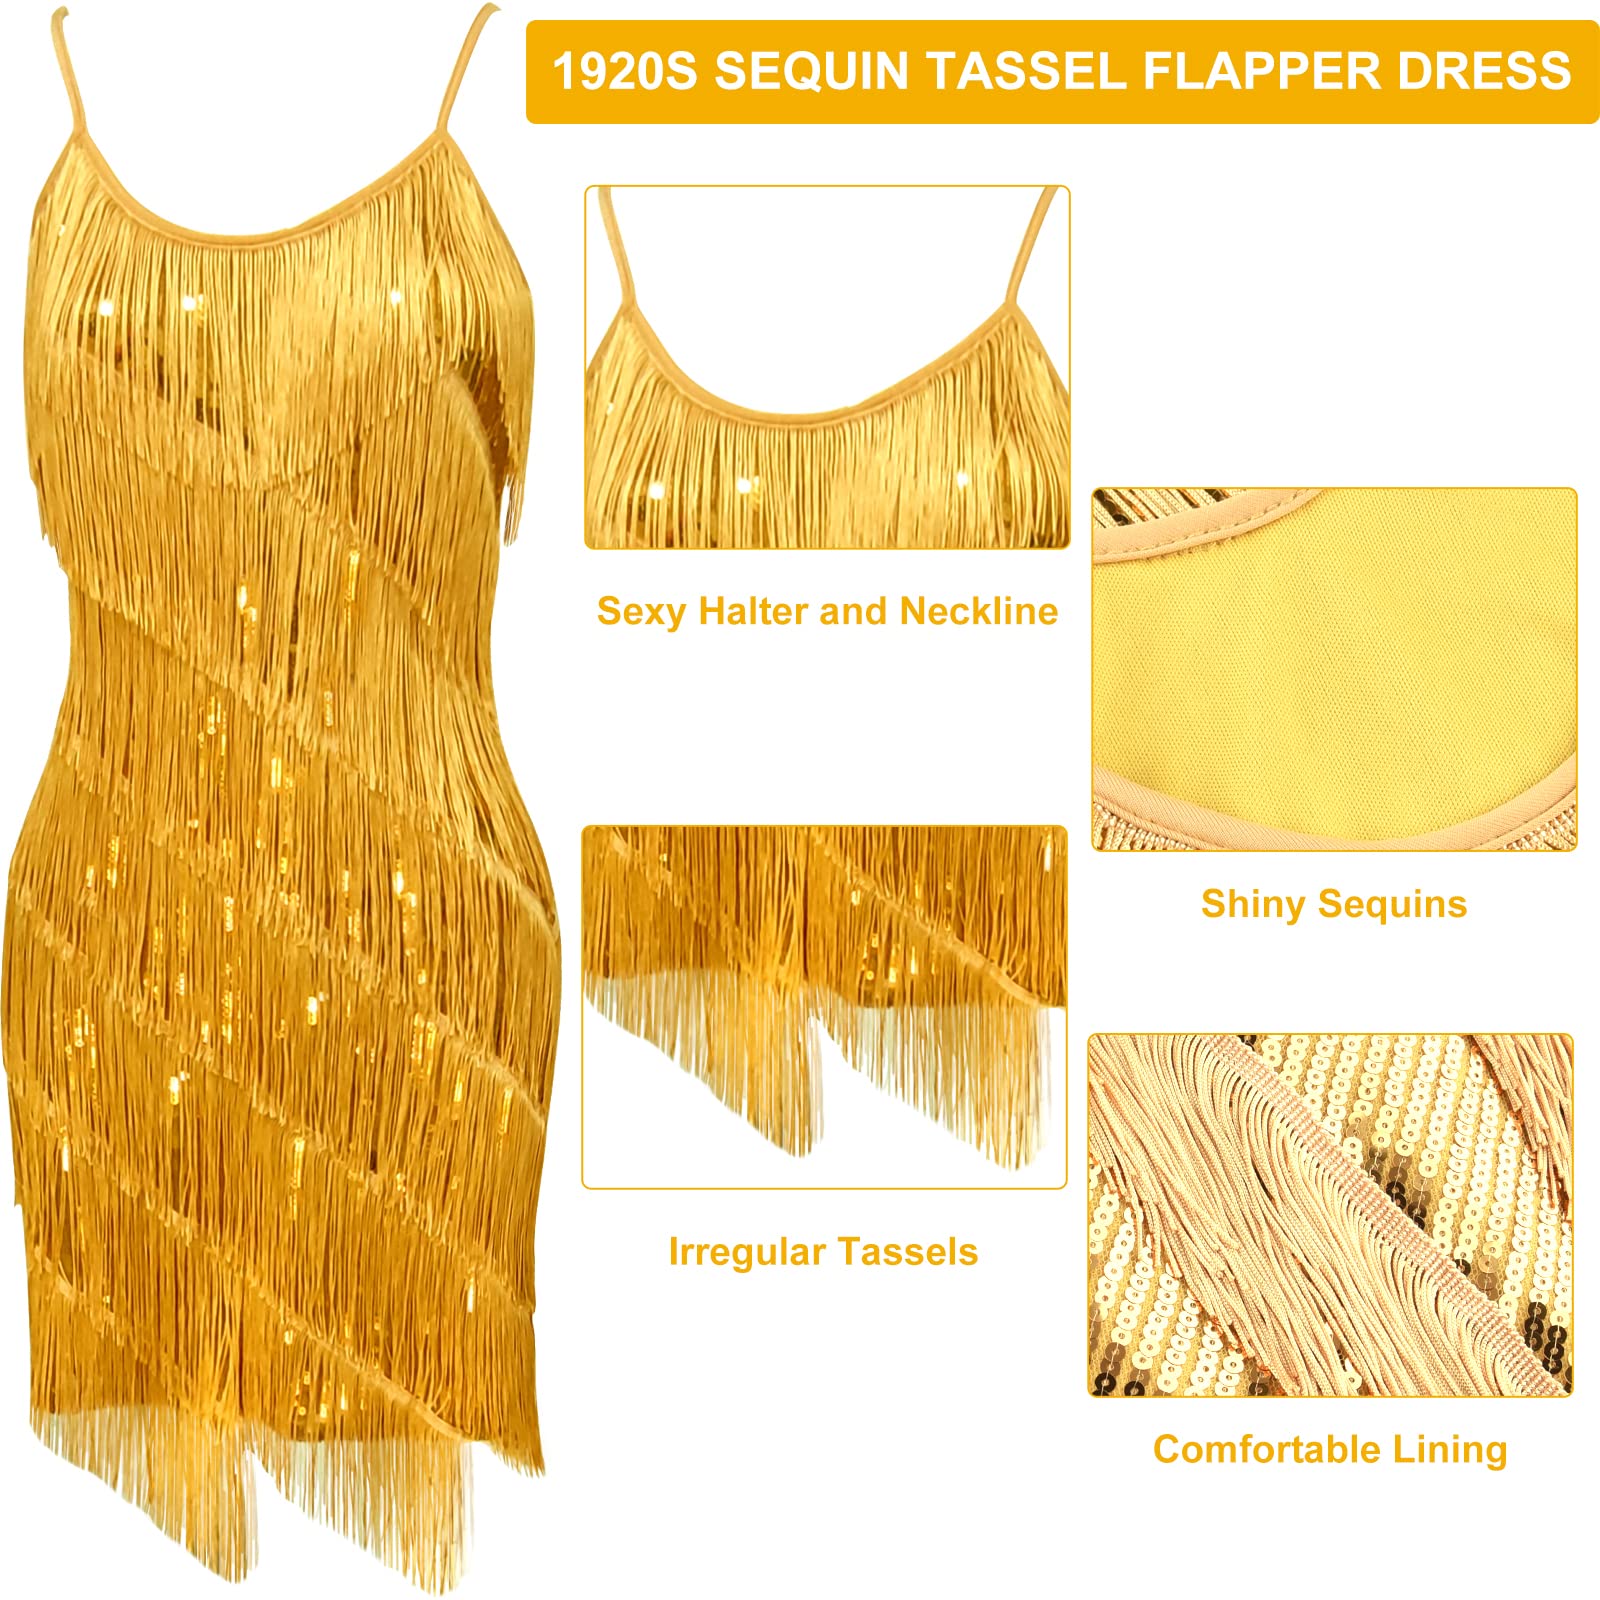 1920S SEQUIN TASSEL FLAPPER DRESS
Sexy Halter and Neckline
Shiny Sequins
Irregular Tassels
Comfortable Lining